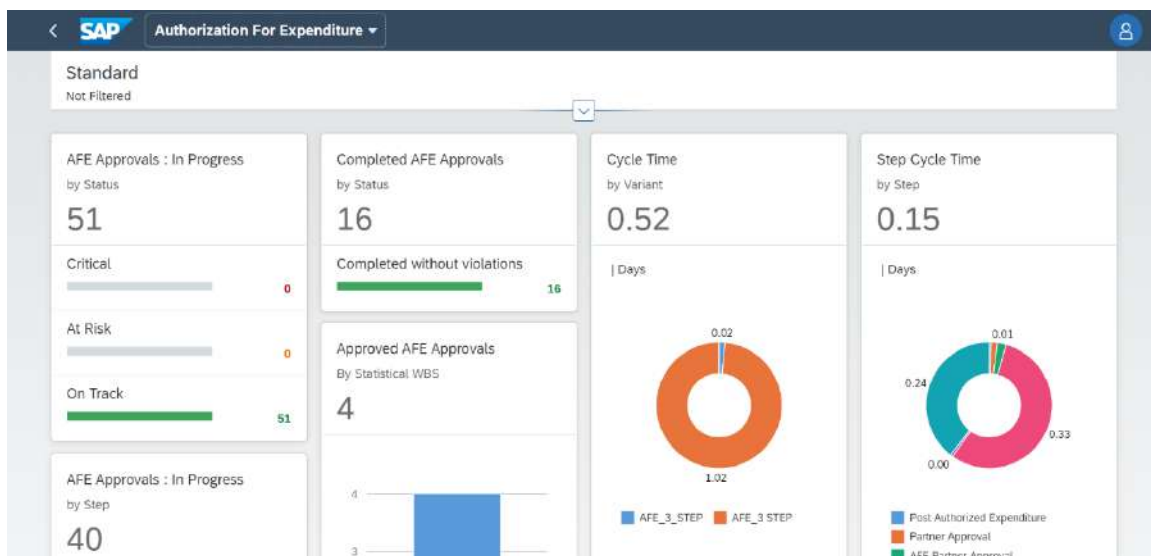 SAP
Authorization For Expenditure
Standard
Not Filtered
AFE Approvals : In Progress
by Status
51
Critical
0
At Risk
0
On Track
51
AFE Approvals : In Progress
by Step
40
Completed AFE Approvals
by Status
16
Completed without violations
16
Approved AFE Approvals
By Statistical WBS
4
4
3
Cycle Time
by Variant
0.52
| Days
0.02
1.02
AFE_3_STEP AFE_3 STEP
Step Cycle Time
by Step
0.15
| Days
0.01
0.24
0.33
0.00
Post Authorized Expenditure
Partner Approval
AFE Partner Approval